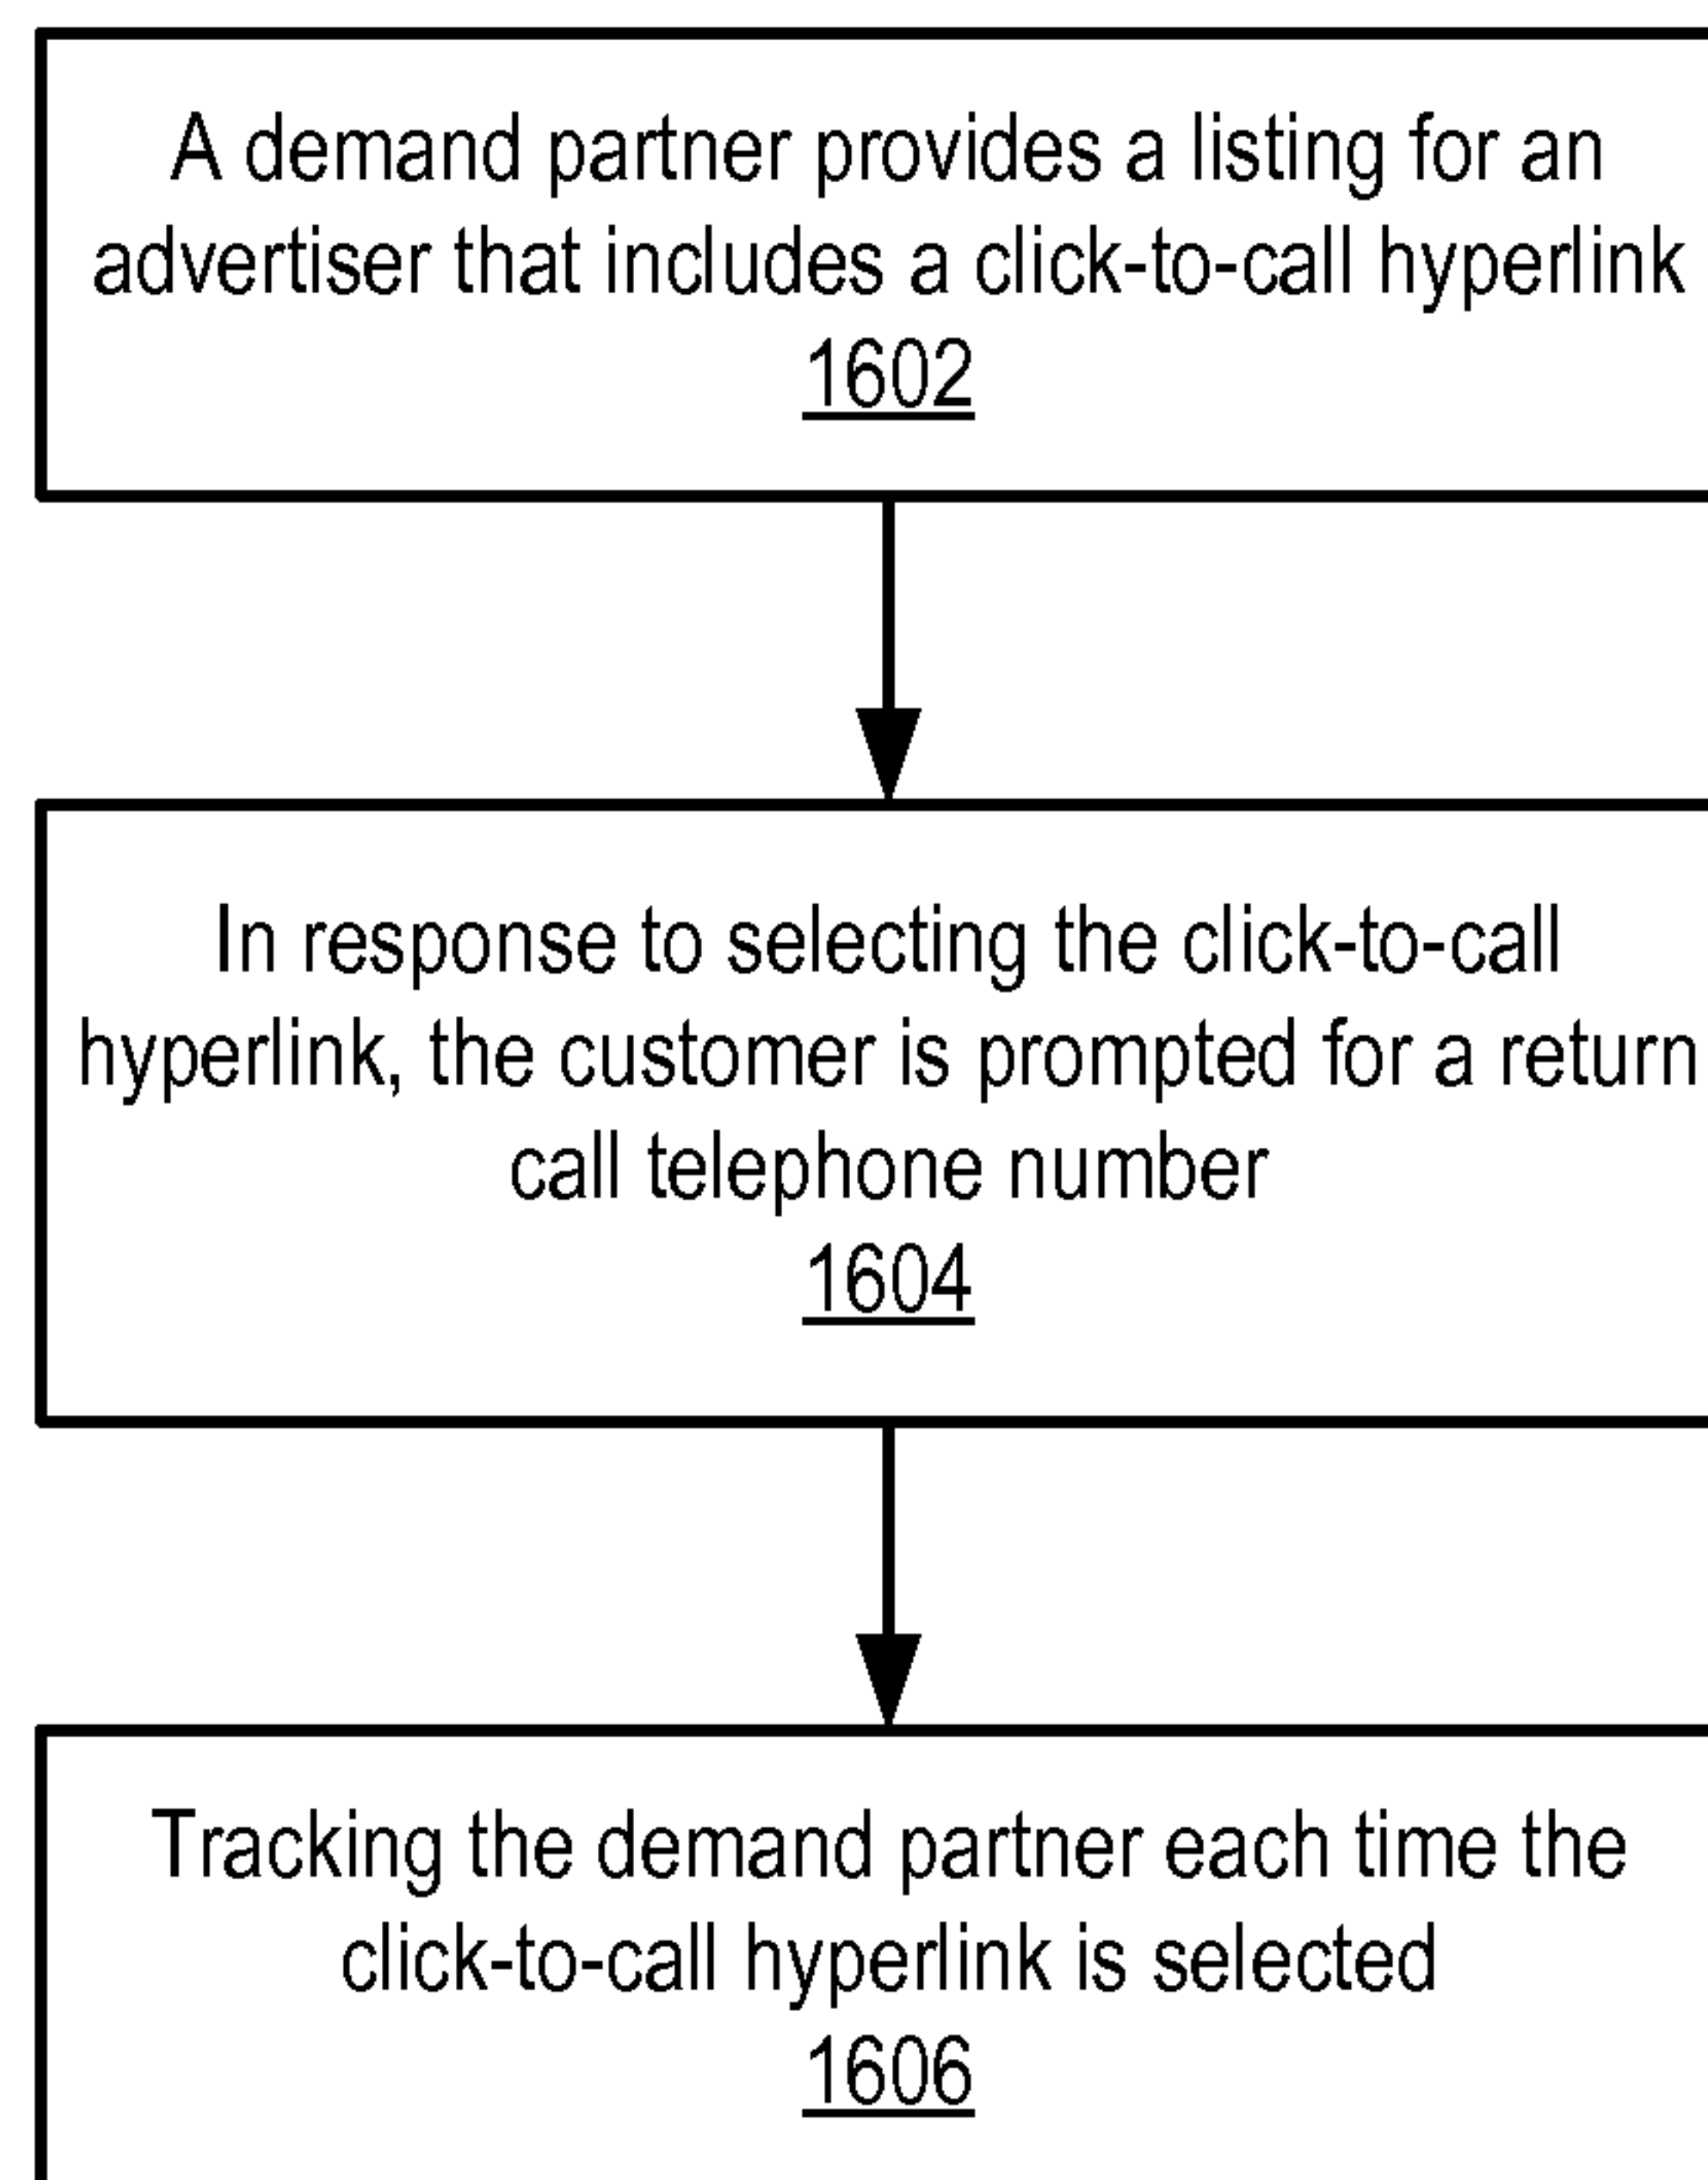 A demand partner provides a listing for an
advertiser that includes a click-to-call hyperlink
1602
In response to selecting the click-to-call
hyperlink, the customer is prompted for a return
call telephone number
1604
Tracking the demand partner each time the
click-to-call hyperlink is selected
1606